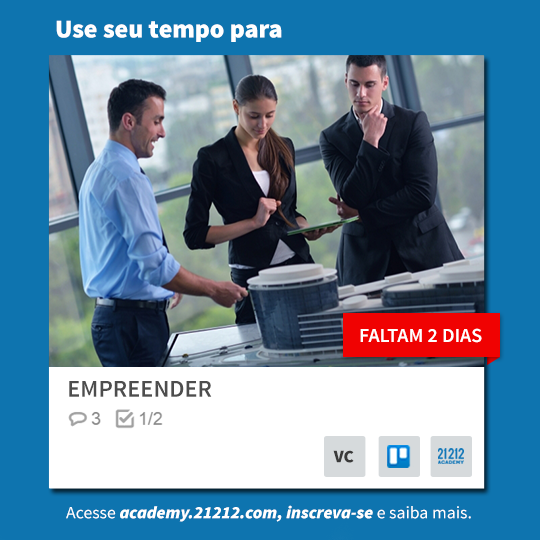 Use seu tempo para
FALTAM 2 DIAS
EMPREENDER
3 1/2
VC
21212
ACADEMY
Acesse academy.21212.com, inscreva-se e saiba mais.